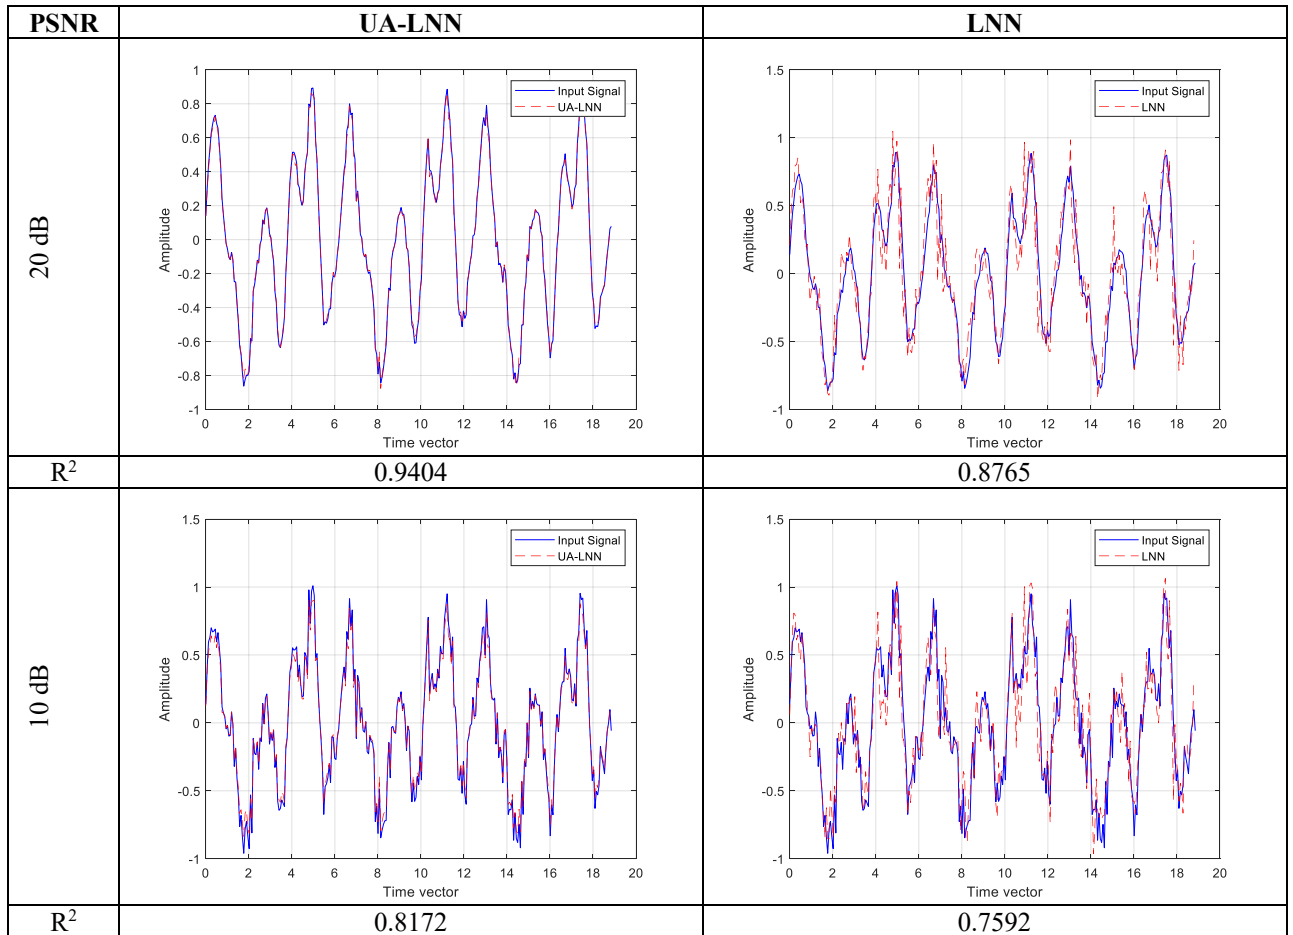 PSNR UA-LNN LNN
20 dB
1
0.8
0.6
0.4
0.2
0
-0.2
-0.4
-0.6
-0.8
-1
Amplitude
0 2 4 6 8 10 12 14 16 18 20
Time vector
Input Signal
UA-LNN
1.5
1
0.5
0
-0.5
-1
Amplitude
0 2 4 6 8 10 12 14 16 18 20
Time vector
Input Signal
LNN
R² 0.9404 0.8765
10 dB
1.5
1
0.5
0
-0.5
-1
Amplitude
0 2 4 6 8 10 12 14 16 18 20
Time vector
Input Signal
UA-LNN
1.5
1
0.5
0
-0.5
-1
Amplitude
0 2 4 6 8 10 12 14 16 18 20
Time vector
Input Signal
LNN
R² 0.8172 0.7592